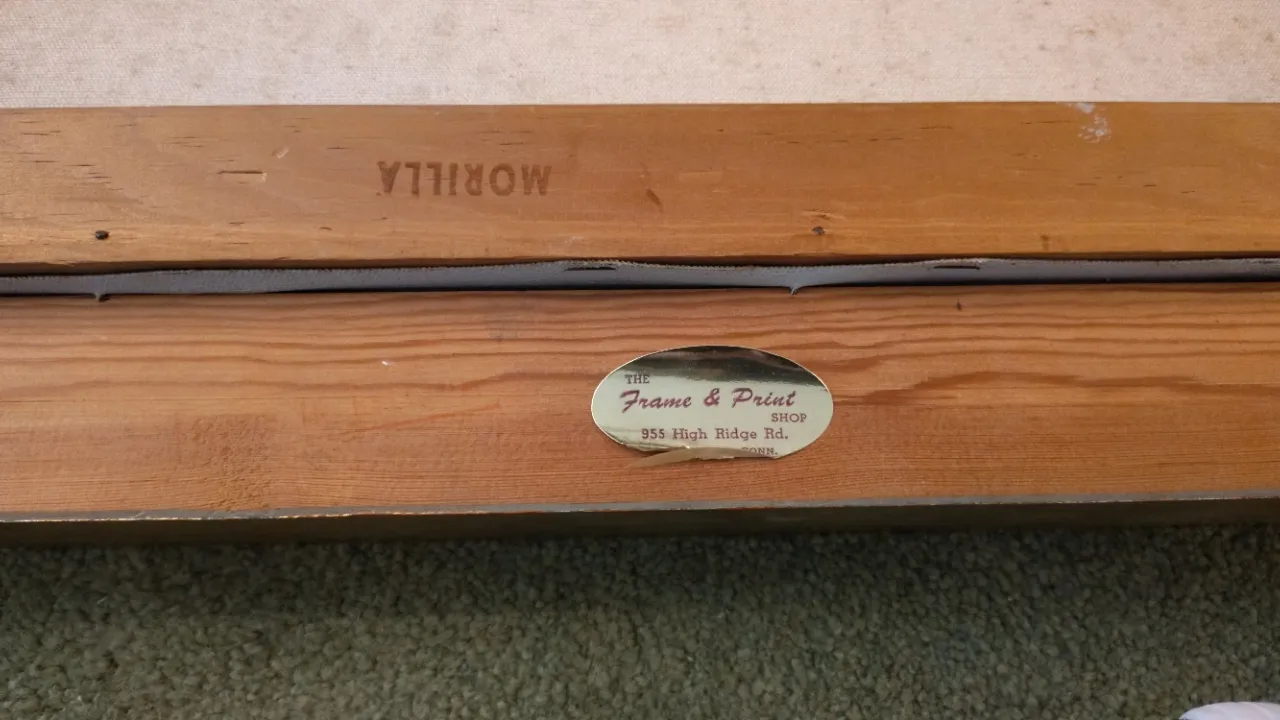 MORILLA
THE
Frame & Print
SHOP
955 High Ridge Rd.
CONN.